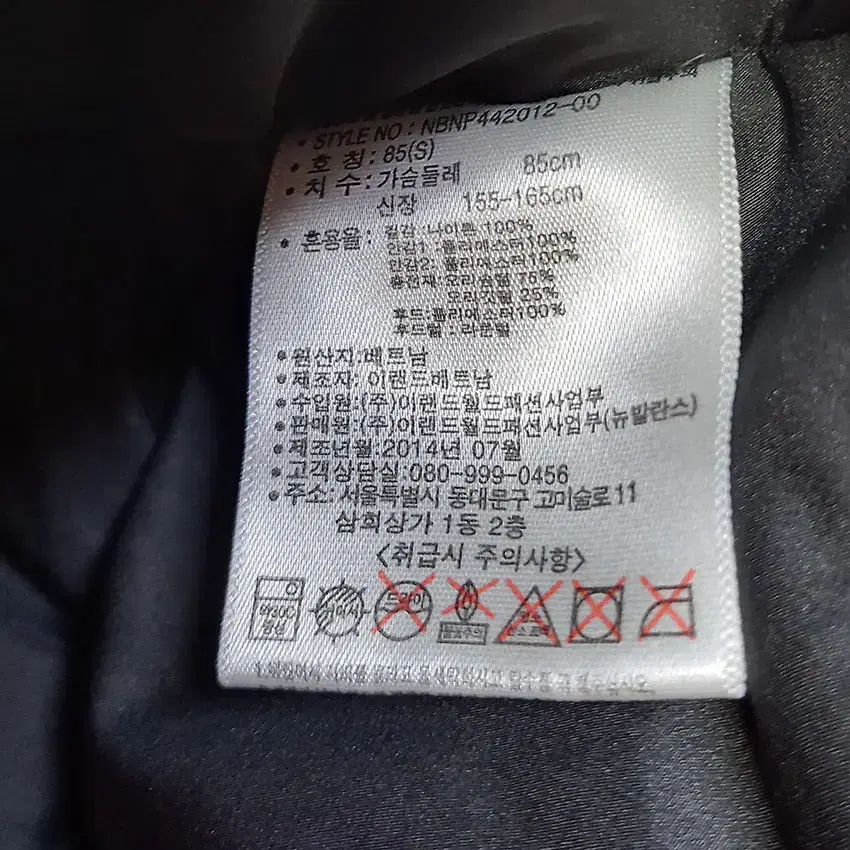 • STYLE NO : NBNP442012-00
• 호 칭 : 85(S)
• 치 수 : 가슴둘레 85cm
신장 155-165cm
• 혼용율 : 겉감 : 나이론 100%
안감1 : 폴리에스터100%
안감2: 폴리에스터100%
충전재: 오리솜털 75%
오리깃털 25%
후드:폴리에스터100%
후드털 : 라쿤털
• 원산지:베트남
• 제조자: 이랜드베트남
• 수입원:(주)이랜드월드패션사업부
• 판매원:(주)이랜드월드패션사업부(뉴발란스)
• 제조년월:2014년 07월
• 고객상담실:080-999-0456
• 주소: 서울특별시 동대문구 고미술로11
삼희상가 1동 2층
<취급시 주의사항>
드라이